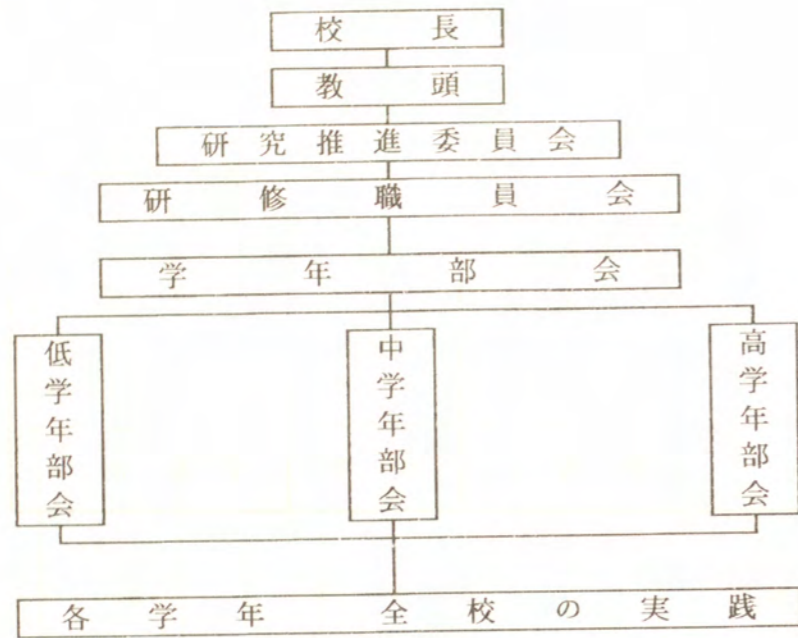 校長
教頭
研究推進委員会
研修職員会
学年部会
低学年部会
中学年部会
高学年部会
各学年　全校の実践